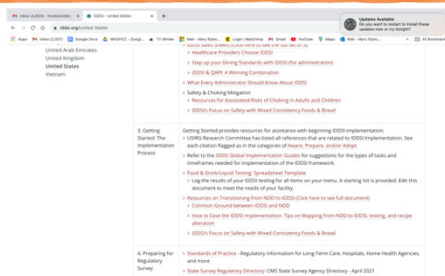 Updates Available
Do you want to restart to install these
updates now or try tonight?
IDDSI - United States
iddsi.org/United-States
Apps
Google Docs
TV Writer
Gmail
YouTube
Maps
United Arab Emirates
United Kingdom
United States
Vietnam
> Healthcare Providers Choose IDDSI
> Step up your Dining Standards with IDDSI (for administration)
> IDDSI & QAPI: A Winning Combination
> What Every Administrator Should Know About IDDSI
> Safety & Choking Mitigation
> Resources for Associated Risks of Choking in Adults and Children
> IDDSI's Focus on Safety with Mixed Consistency Foods & Bread
3. Getting
Started: The
Implementation
Process
Getting Started provides resources for assistance with beginning IDDSI implementation.
> USIRG Research Committee has listed all references that are related to IDDSI implementation. See
each citation flagged as in the categories of Aware, Prepare, and/or Adopt
> Refer to the IDDSI Global Implementation Guides for suggestions for the types of tasks and
timeframes needed for implementation of the IDDSI framework.
> Food & Drink/Liquid Testing: Spreadsheet Template
> Log the results of your IDDSI testing for all items on your menu. A starting list is provided. Edit this
document to meet the needs of your facility.
> Resources on Transitioning from NDD to IDDSI (Click here to see full document)
> Common Ground between IDDSI and NDD
> How to Ease the IDDSI Implementation: Tips on Mapping from NDD to IDDSI, testing, and recipe
alteration
> IDDSI's Focus on Safety with Mixed Consistency Foods & Bread
4. Preparing for
Regulatory
Survey
> Standards of Practice - Regulatory information for Long-Term Care, Hospitals, Home Health Agencies,
and more
> State Survey Regulatory Directory: CMS State Survey Agency Directory - April 2021